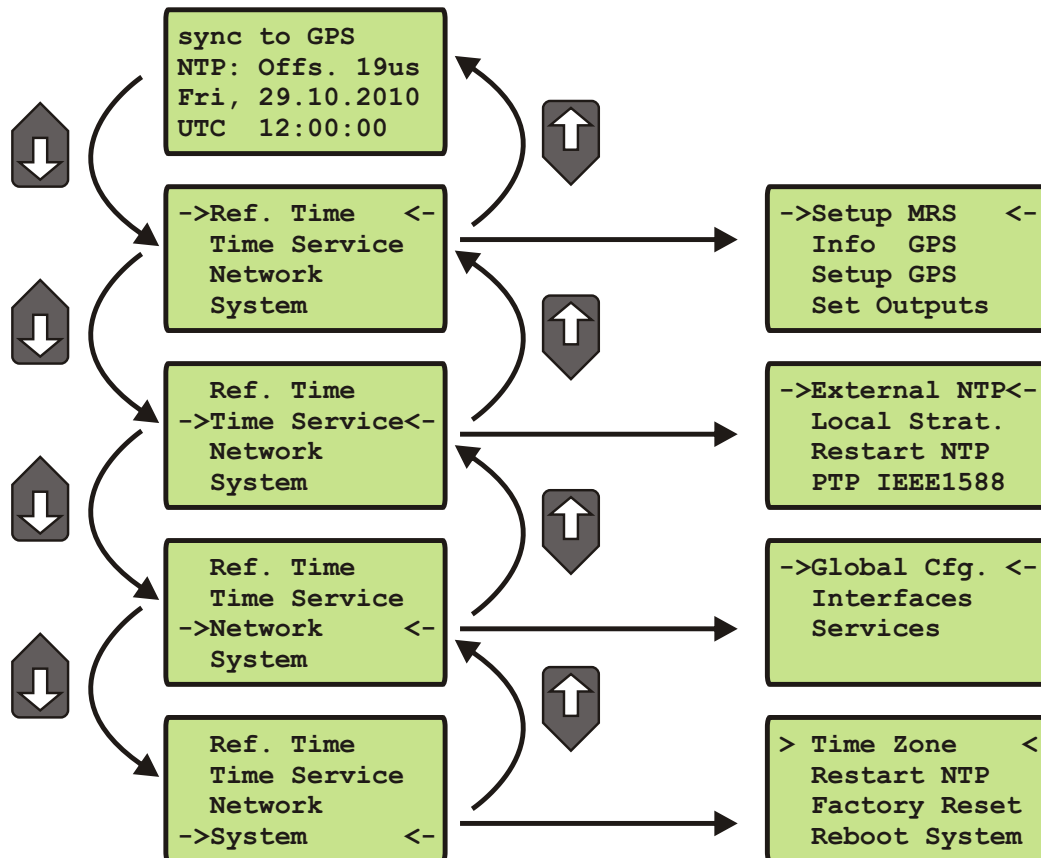 sync to GPS
NTP: Offs. 19us
Fri, 29.10.2010
UTC  12:00:00
->Ref. Time   <-
Time Service
Network
System
->Setup MRS   <-
Info  GPS
Setup GPS
Set Outputs
Ref. Time
->Time Service<-
Network
System
->External NTP<-
Local Strat.
Restart NTP
PTP IEEE1588
Ref. Time
Time Service
->Network     <-
System
->Global Cfg. <-
Interfaces
Services
Ref. Time
Time Service
Network
->System      <-
> Time Zone    <
Restart NTP
Factory Reset
Reboot System